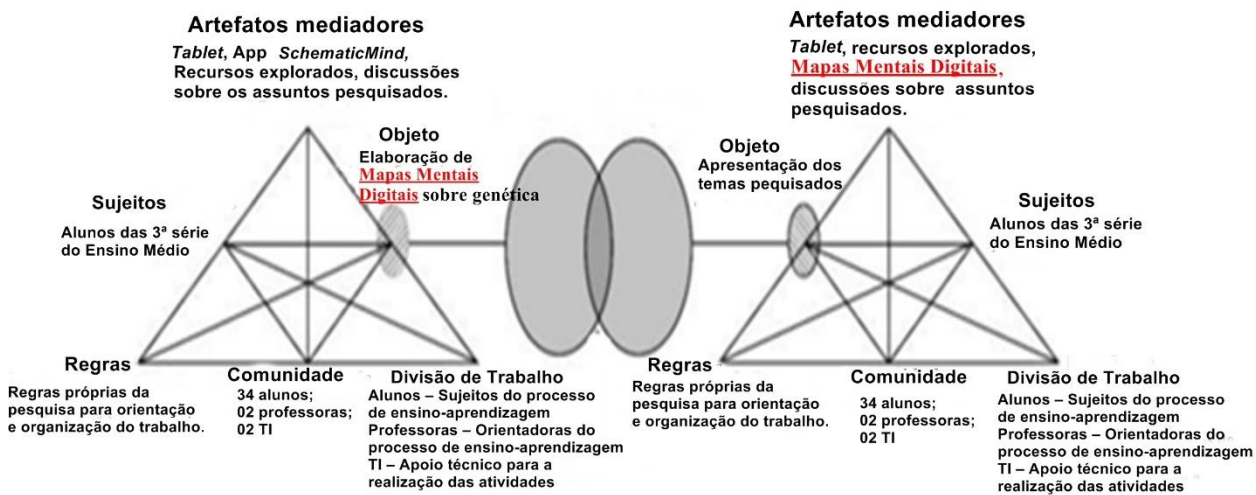 Artefatos mediadores
Tablet, App SchematicMind,
Recursos explorados, discussões
sobre os assuntos pesquisados.
Objeto
Elaboração de
Mapas Mentais
Digitais sobre genética
Sujeitos
Alunos das 3ª série
do Ensino Médio
Regras
Regras próprias da
pesquisa para orientação
e organização do trabalho.
Comunidade
34 alunos;
02 professoras;
02 TI
Divisão de Trabalho
Alunos – Sujeitos do processo
de ensino-aprendizagem
Professoras – Orientadoras do
processo de ensino-aprendizagem
TI – Apoio técnico para a
realização das atividades
Artefatos mediadores
Tablet, recursos explorados,
Mapas Mentais Digitais,
discussões sobre assuntos
pesquisados.
Objeto
Apresentação dos
temas pequisados
Sujeitos
Alunos das 3ª série
do Ensino Médio
Regras
Regras próprias da
pesquisa para orientação
e organização do trabalho.
Comunidade
34 alunos;
02 professoras;
02 TI
Divisão de Trabalho
Alunos – Sujeitos do processo
de ensino-aprendizagem
Professoras – Orientadoras do
processo de ensino-aprendizagem
TI – Apoio técnico para a
realização das atividades